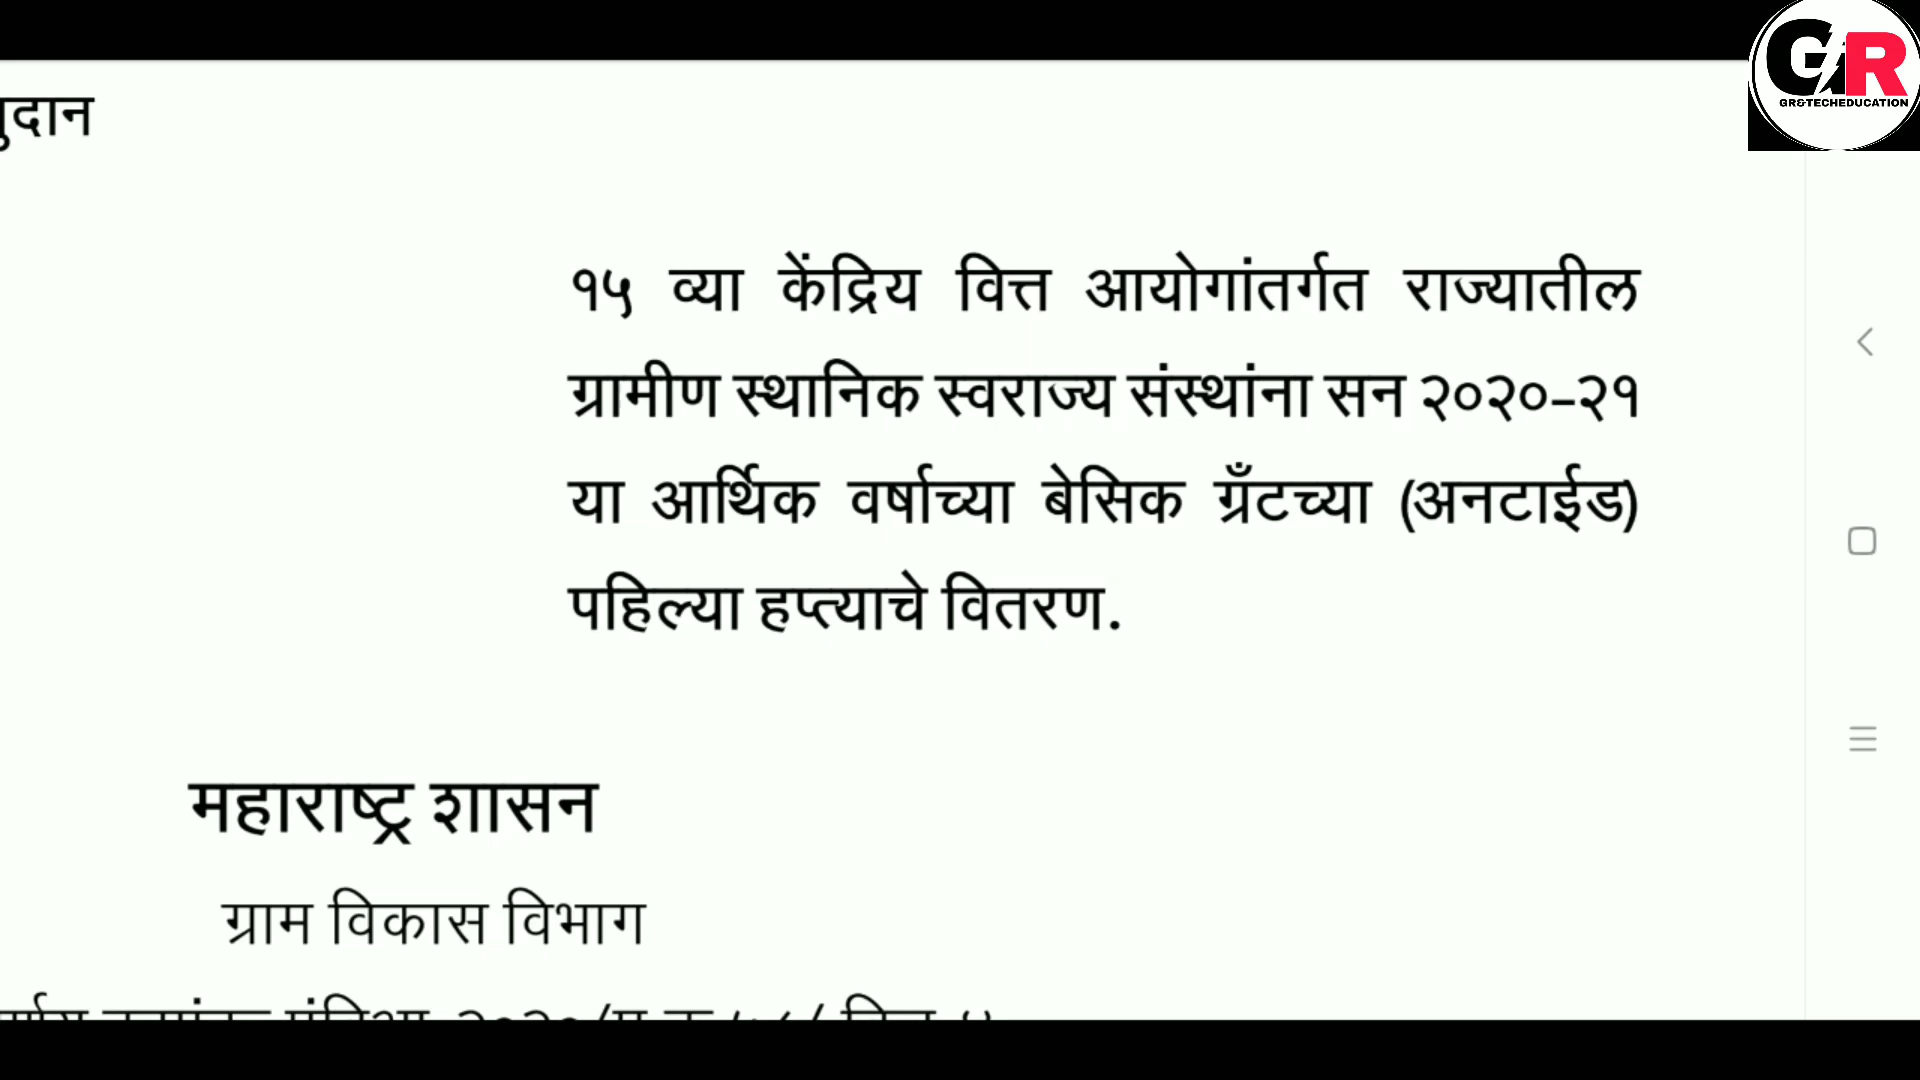 GR
GR&TECHEDUCATION
१५ व्या केंद्रिय वित्त आयोगांतर्गत राज्यातील
ग्रामीण स्थानिक स्वराज्य संस्थांना सन २०२०-२१
या आर्थिक वर्षाच्या बेसिक ग्रँटच्या (अनटाईड)
पहिल्या हप्त्याचे वितरण.
महाराष्ट्र शासन
ग्राम विकास विभाग